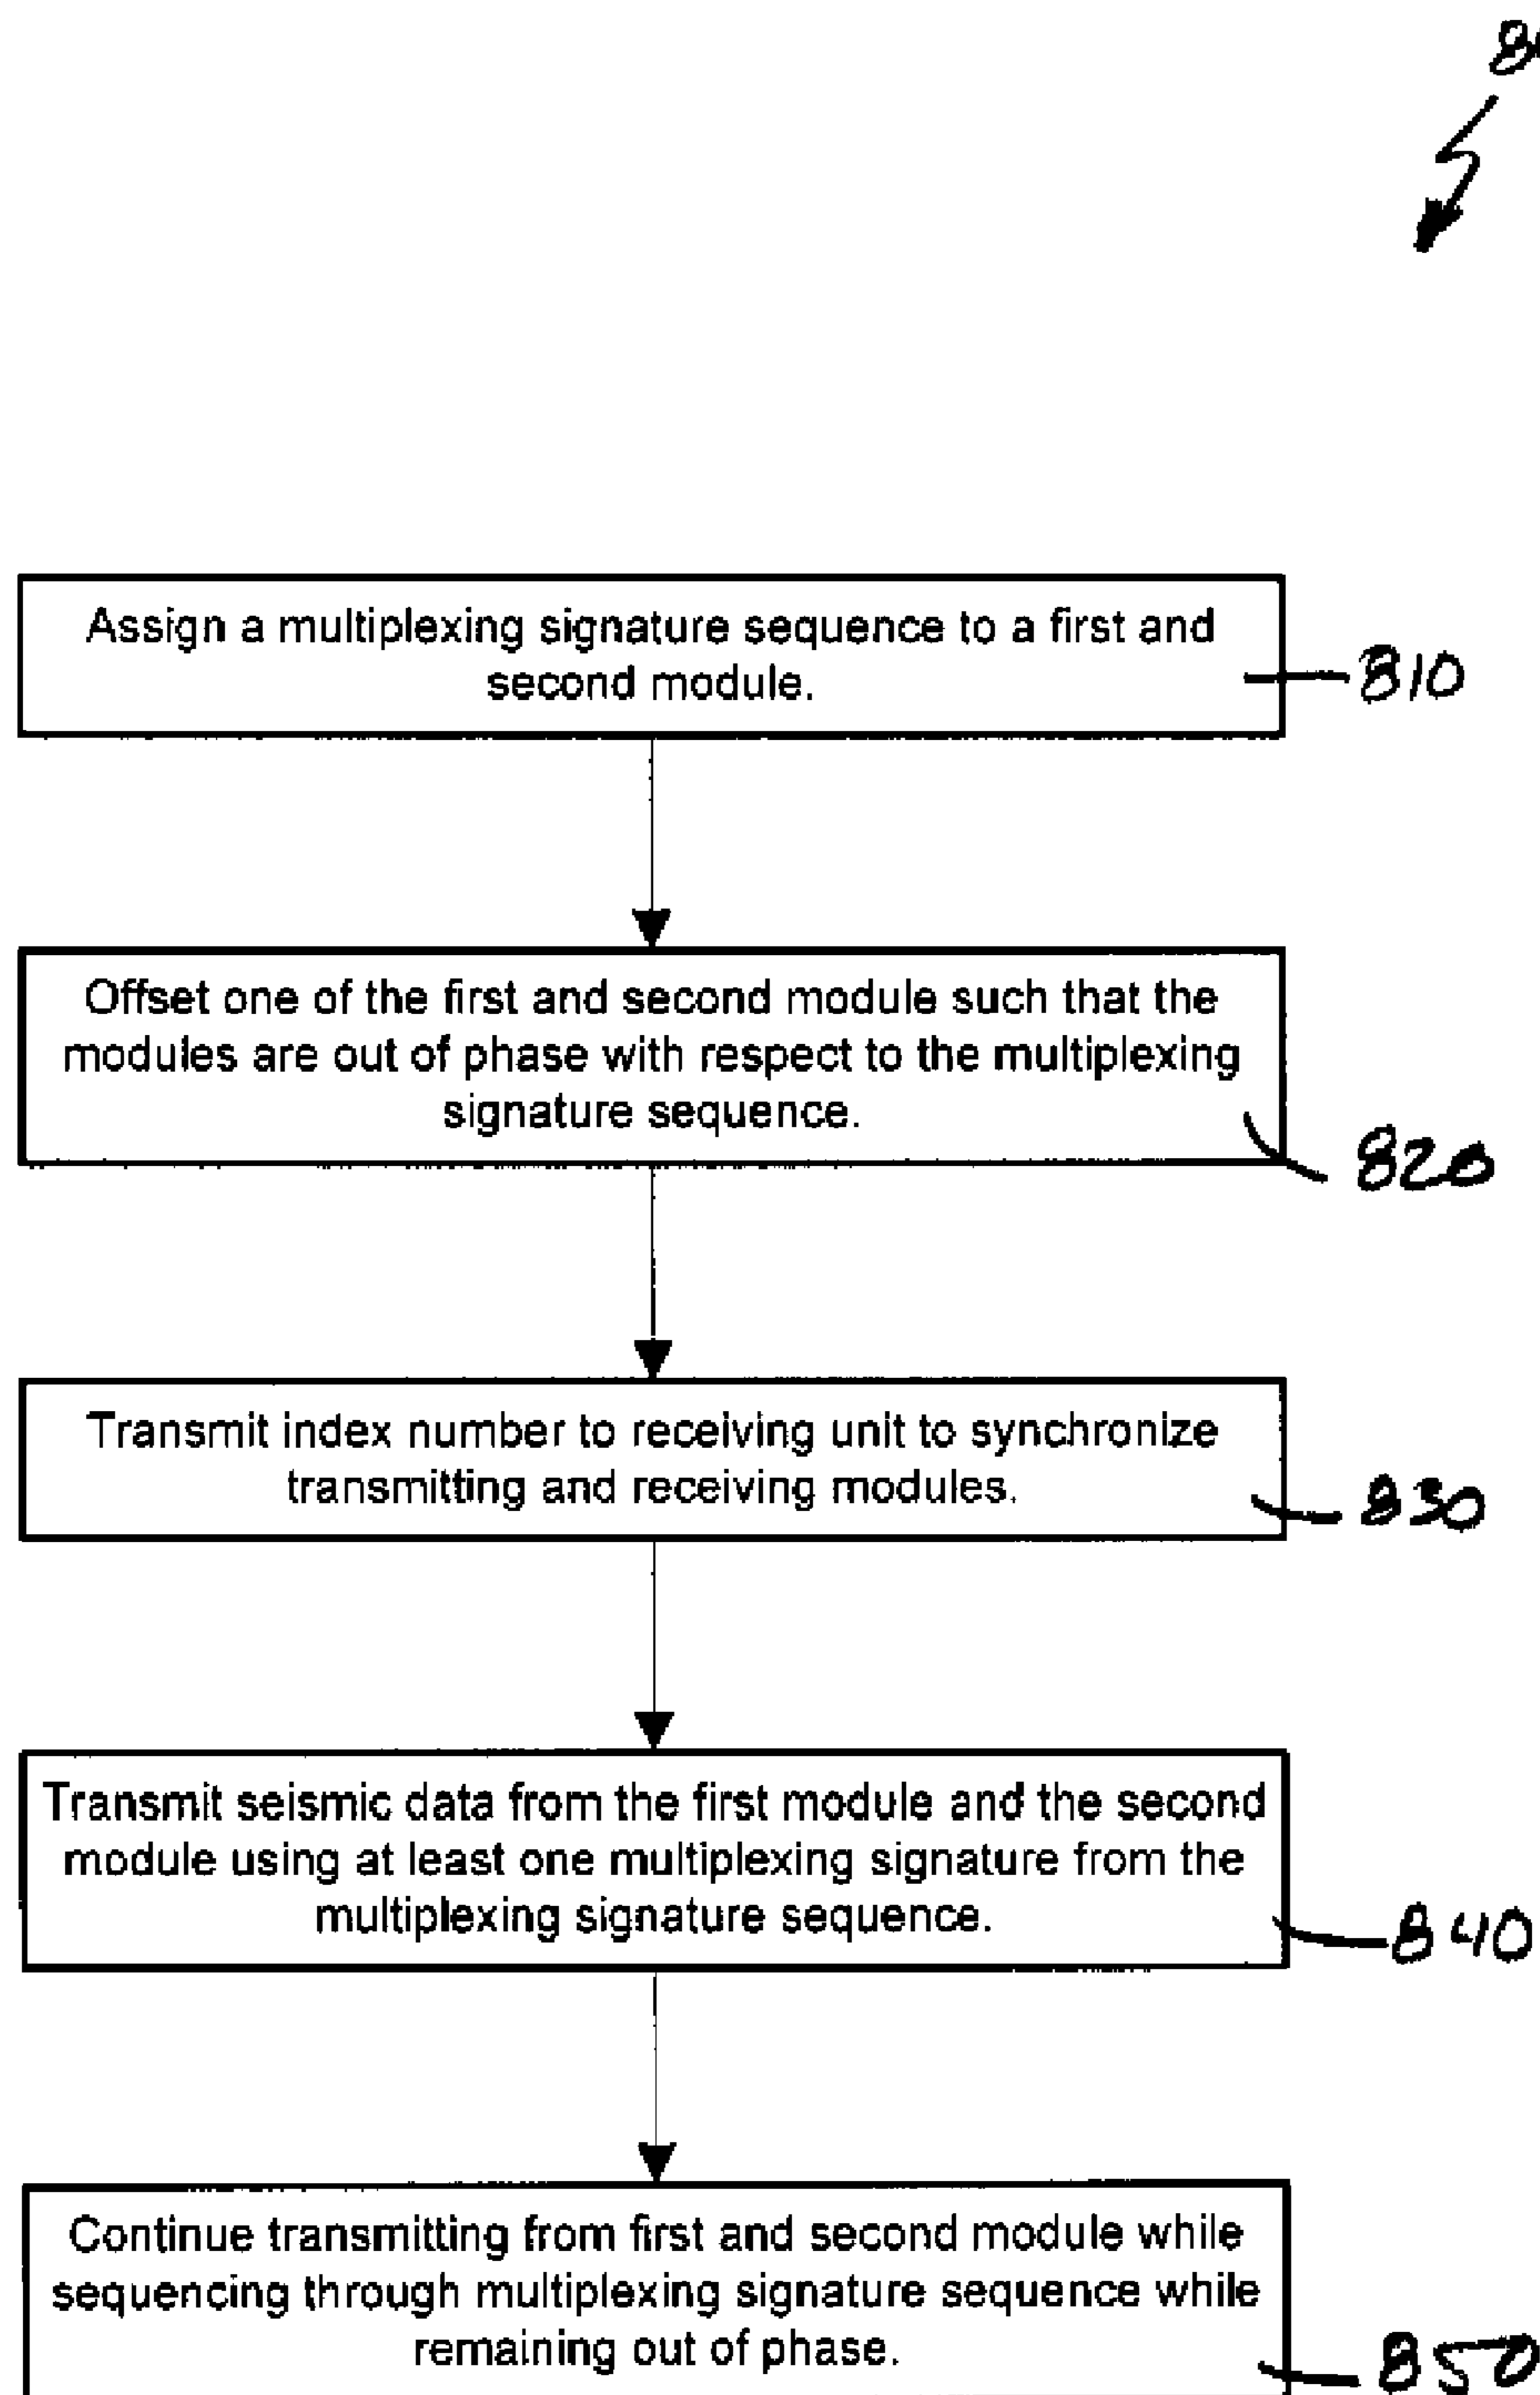 Assign a multiplexing signature sequence to a first and
second module.
810
Offset one of the first and second module such that the
modules are out of phase with respect to the multiplexing
signature sequence.
820
Transmit index number to receiving unit to synchronize
transmitting and receiving modules.
830
Transmit seismic data from the first module and the second
module using at least one multiplexing signature from the
multiplexing signature sequence.
840
Continue transmitting from first and second module while
sequencing through multiplexing signature sequence while
remaining out of phase.
850